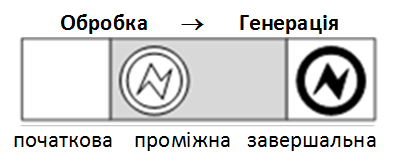 Обробка → Генерація
початкова проміжна завершальна